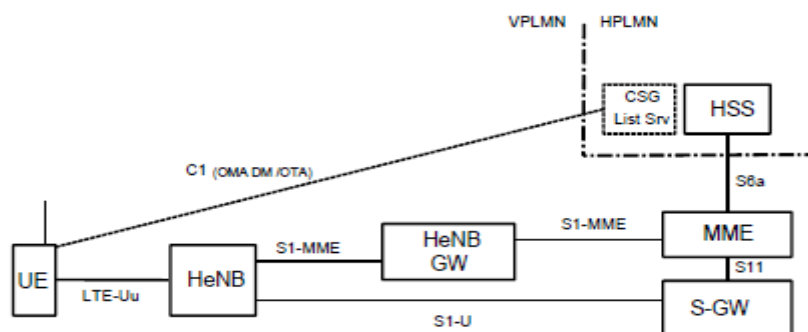 VPLMN HPLMN
CSG
List Srv
HSS
C1 (OMA DM /OTA)
S6a
S1-MME
HeNB
GW
S1-MME
MME
UE
LTE-Uu
HeNB
S11
S-GW
S1-U